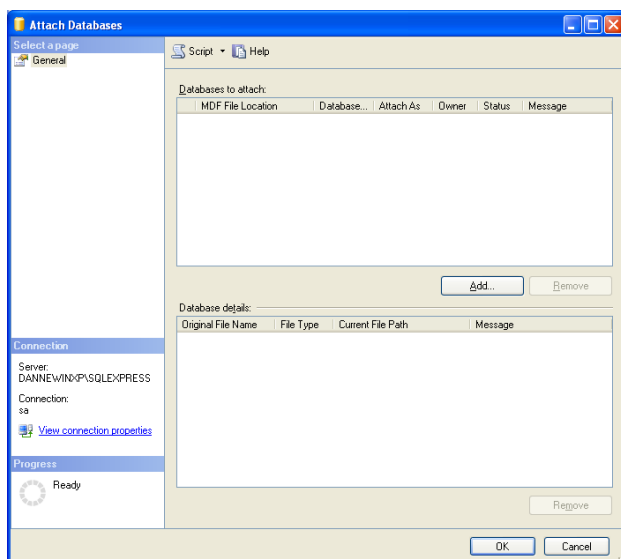 Attach Databases
Select a page
General
Script Help
Databases to attach:
MDF File Location Database... Attach As Owner Status Message
Add... Remove
Database details:
Original File Name File Type Current File Path Message
Connection
Server:
DANNEWINXP\SQLEXPRESS
Connection:
sa
View connection properties
Progress
Ready
Remove
OK Cancel